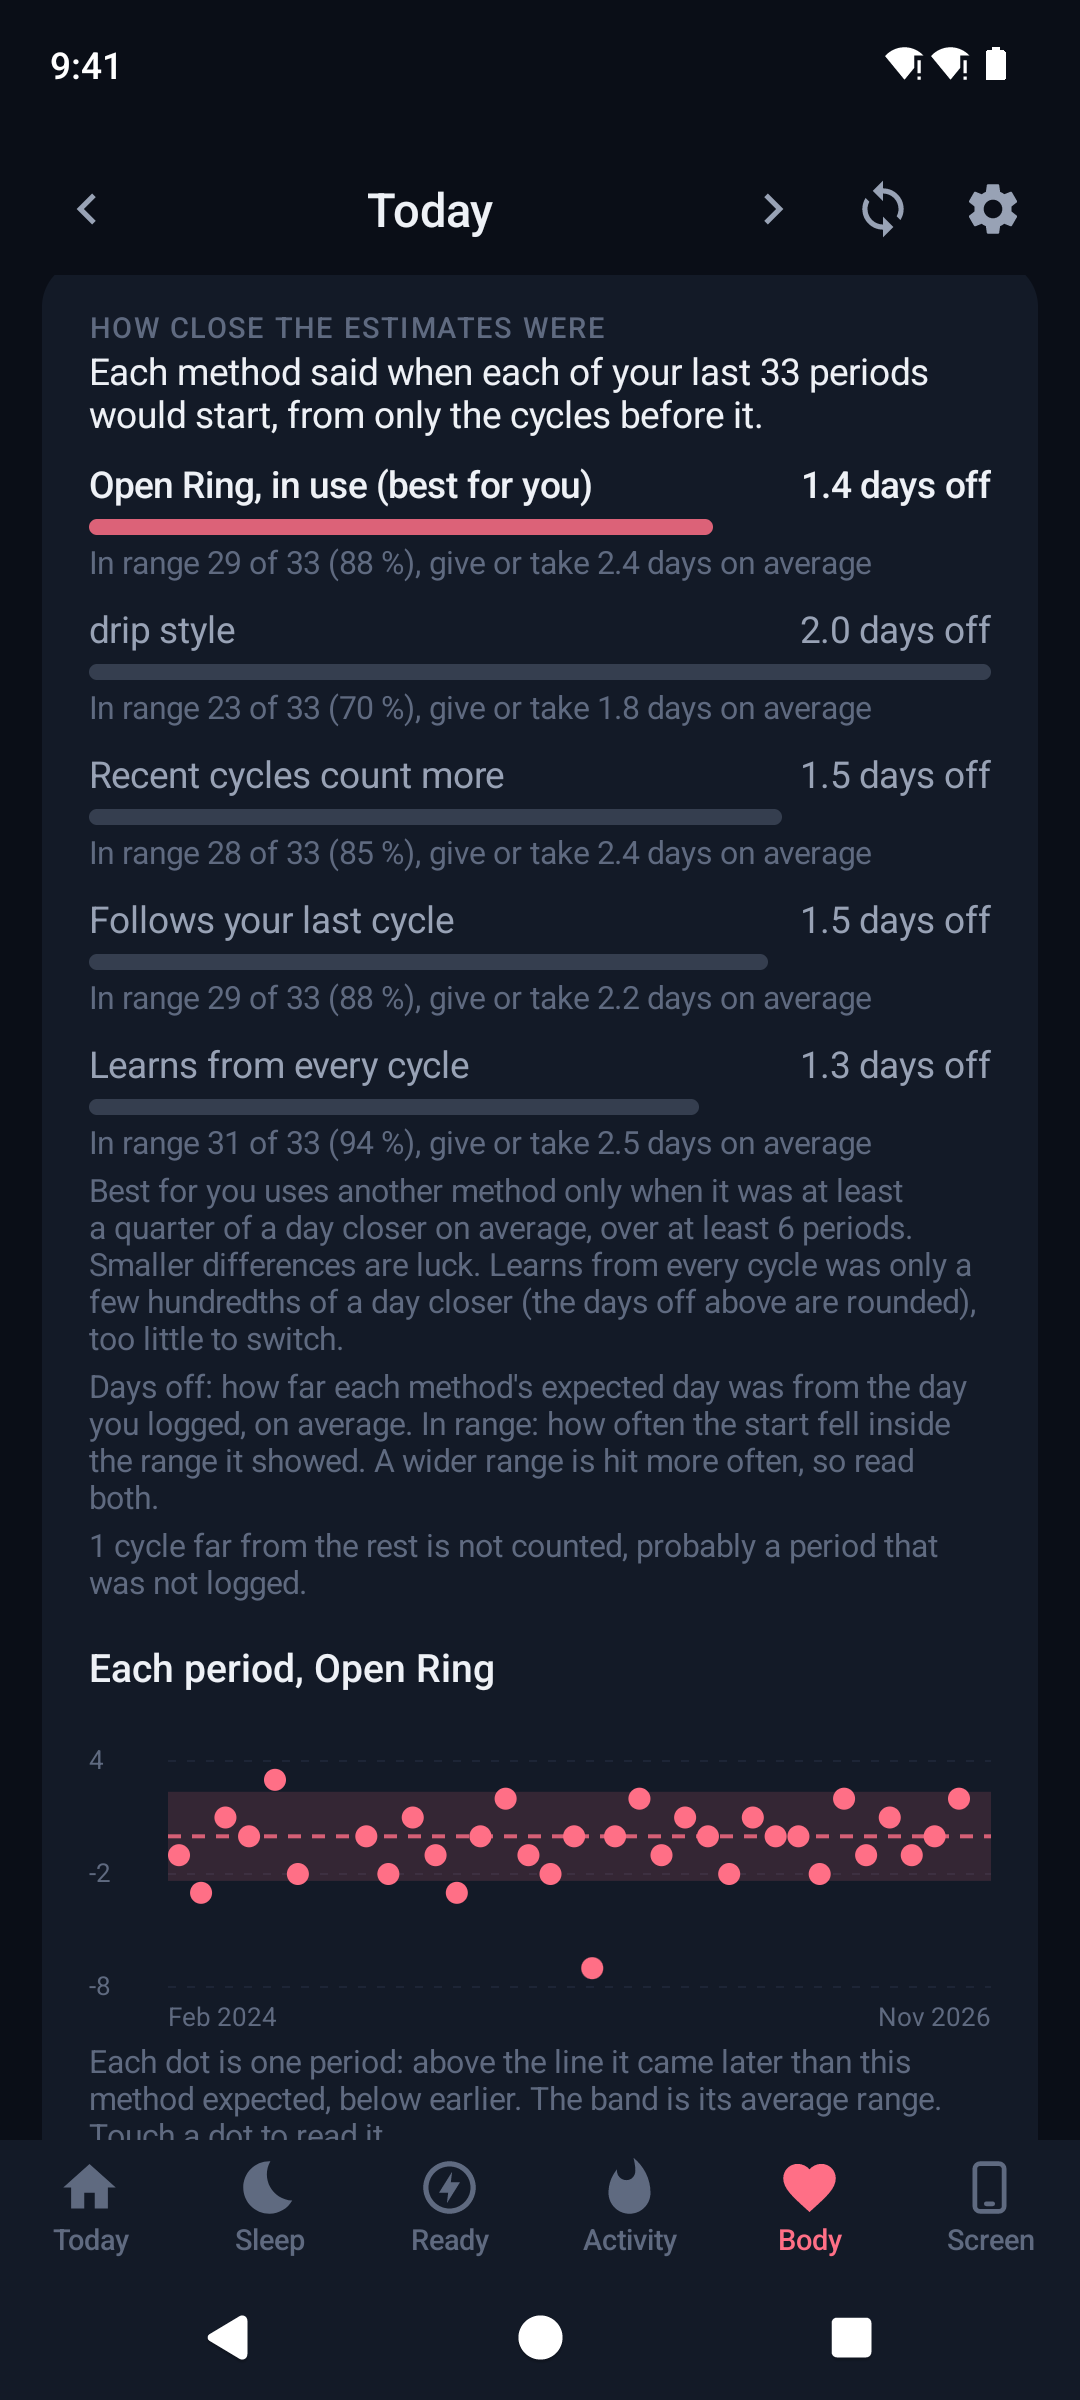 9:41
Today
HOW CLOSE THE ESTIMATES WERE
Each method said when each of your last 33 periods
would start, from only the cycles before it.
Open Ring, in use (best for you) 1.4 days off
In range 29 of 33 (88 %), give or take 2.4 days on average
drip style 2.0 days off
In range 23 of 33 (70 %), give or take 1.8 days on average
Recent cycles count more 1.5 days off
In range 28 of 33 (85 %), give or take 2.4 days on average
Follows your last cycle 1.5 days off
In range 29 of 33 (88 %), give or take 2.2 days on average
Learns from every cycle 1.3 days off
In range 31 of 33 (94 %), give or take 2.5 days on average
Best for you uses another method only when it was at least
a quarter of a day closer on average, over at least 6 periods.
Smaller differences are luck. Learns from every cycle was only a
few hundredths of a day closer (the days off above are rounded),
too little to switch.
Days off: how far each method's expected day was from the day
you logged, on average. In range: how often the start fell inside
the range it showed. A wider range is hit more often, so read
both.
1 cycle far from the rest is not counted, probably a period that
was not logged.
Each period, Open Ring
4
-2
-8
Feb 2024 Nov 2026
Each dot is one period: above the line it came later than this
method expected, below earlier. The band is its average range.
Touch a dot to read it
Today Sleep Ready Activity Body Screen